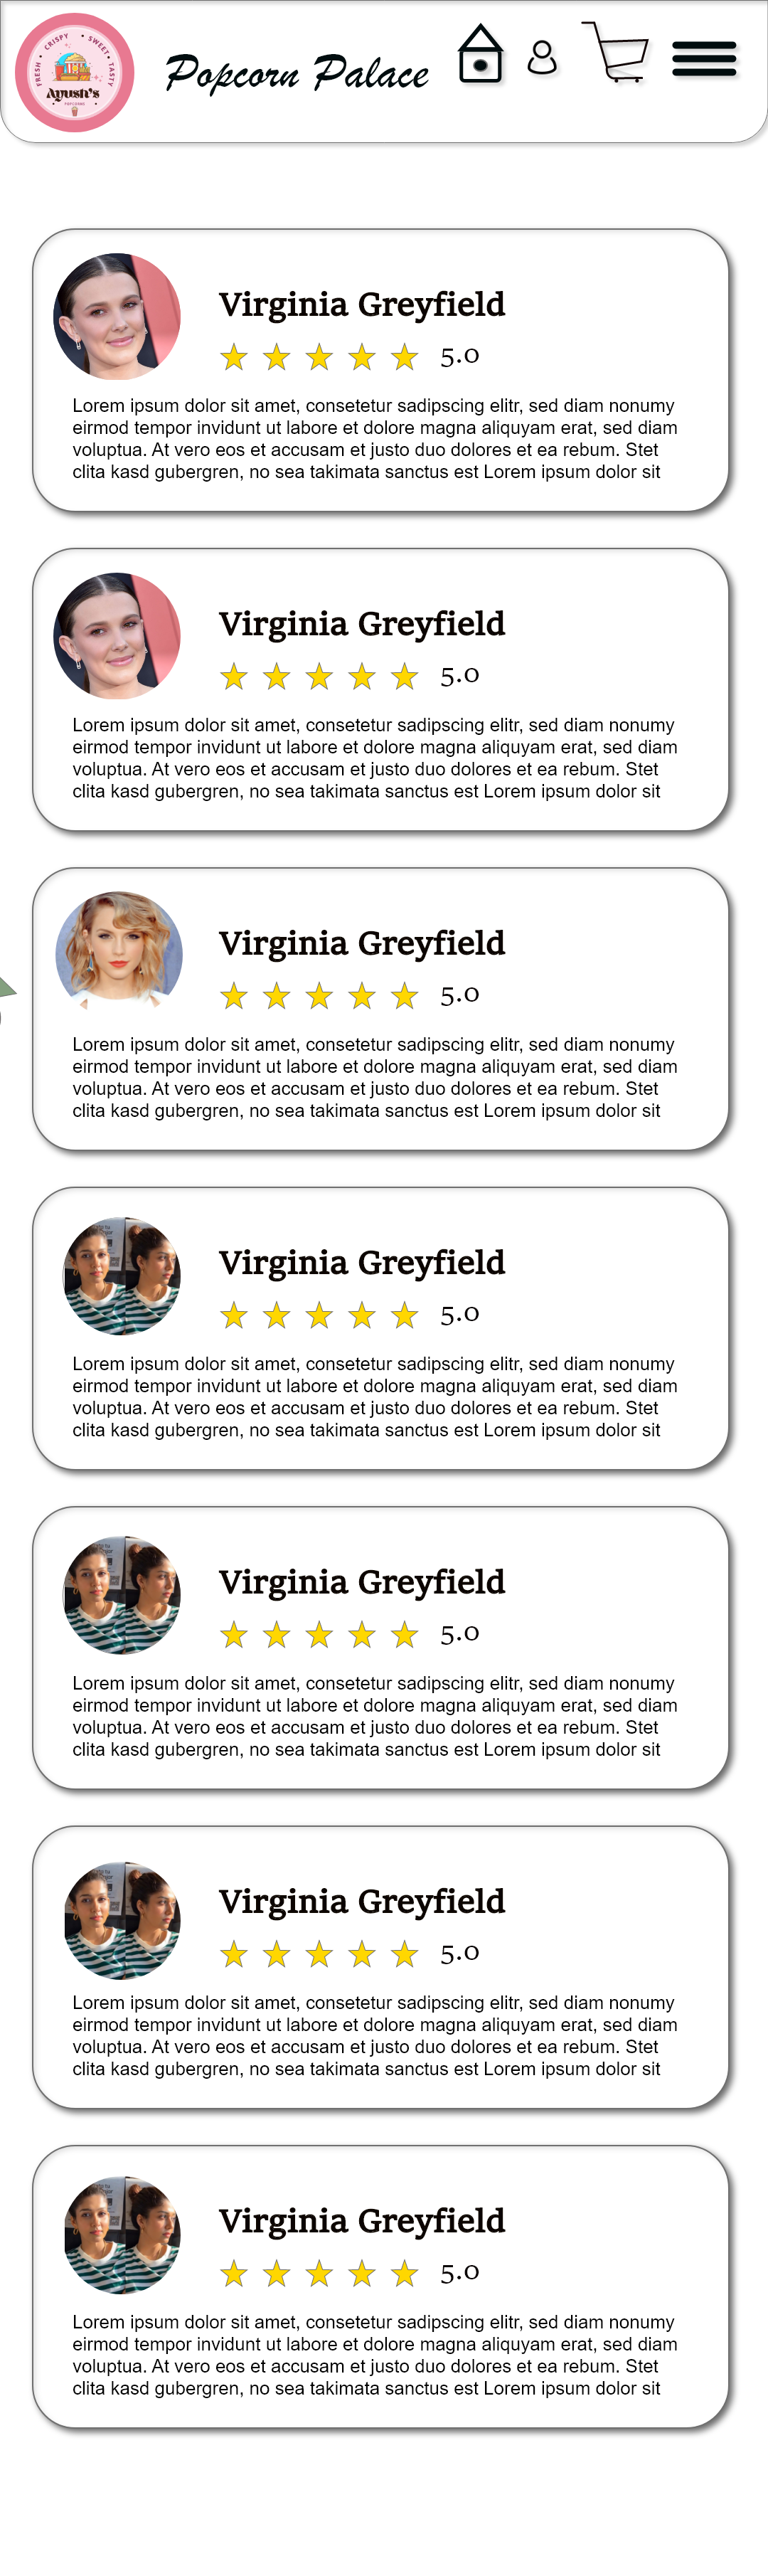 FRESH • CRISPY • SWEET • TASTY
Ayush's
POPCORNS
Popcorn Palace
Virginia Greyfield
5.0
Lorem ipsum dolor sit amet, consetetur sadipscing elitr, sed diam nonumy
eirmod tempor invidunt ut labore et dolore magna aliquyam erat, sed diam
voluptua. At vero eos et accusam et justo duo dolores et ea rebum. Stet
clita kasd gubergren, no sea takimata sanctus est Lorem ipsum dolor sit
Virginia Greyfield
5.0
Lorem ipsum dolor sit amet, consetetur sadipscing elitr, sed diam nonumy
eirmod tempor invidunt ut labore et dolore magna aliquyam erat, sed diam
voluptua. At vero eos et accusam et justo duo dolores et ea rebum. Stet
clita kasd gubergren, no sea takimata sanctus est Lorem ipsum dolor sit
Virginia Greyfield
5.0
Lorem ipsum dolor sit amet, consetetur sadipscing elitr, sed diam nonumy
eirmod tempor invidunt ut labore et dolore magna aliquyam erat, sed diam
voluptua. At vero eos et accusam et justo duo dolores et ea rebum. Stet
clita kasd gubergren, no sea takimata sanctus est Lorem ipsum dolor sit
Virginia Greyfield
5.0
Lorem ipsum dolor sit amet, consetetur sadipscing elitr, sed diam nonumy
eirmod tempor invidunt ut labore et dolore magna aliquyam erat, sed diam
voluptua. At vero eos et accusam et justo duo dolores et ea rebum. Stet
clita kasd gubergren, no sea takimata sanctus est Lorem ipsum dolor sit
Virginia Greyfield
5.0
Lorem ipsum dolor sit amet, consetetur sadipscing elitr, sed diam nonumy
eirmod tempor invidunt ut labore et dolore magna aliquyam erat, sed diam
voluptua. At vero eos et accusam et justo duo dolores et ea rebum. Stet
clita kasd gubergren, no sea takimata sanctus est Lorem ipsum dolor sit
Virginia Greyfield
5.0
Lorem ipsum dolor sit amet, consetetur sadipscing elitr, sed diam nonumy
eirmod tempor invidunt ut labore et dolore magna aliquyam erat, sed diam
voluptua. At vero eos et accusam et justo duo dolores et ea rebum. Stet
clita kasd gubergren, no sea takimata sanctus est Lorem ipsum dolor sit
Virginia Greyfield
5.0
Lorem ipsum dolor sit amet, consetetur sadipscing elitr, sed diam nonumy
eirmod tempor invidunt ut labore et dolore magna aliquyam erat, sed diam
voluptua. At vero eos et accusam et justo duo dolores et ea rebum. Stet
clita kasd gubergren, no sea takimata sanctus est Lorem ipsum dolor sit